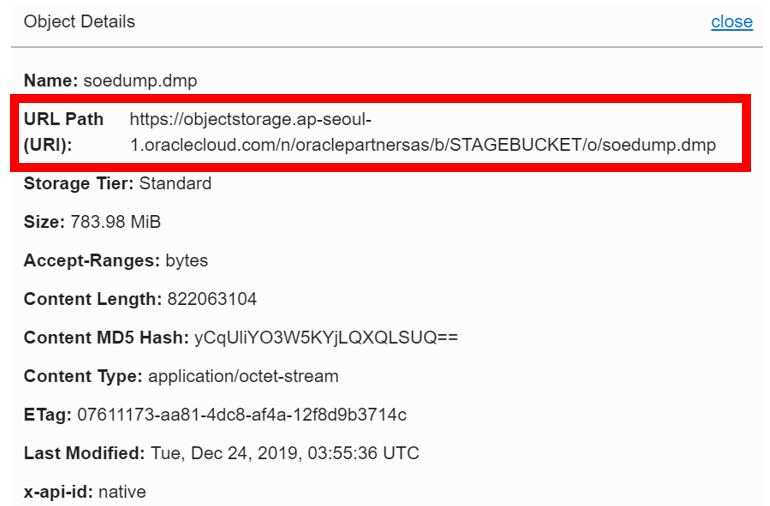 Object Details
close
Name: soedump.dmp
URL Path https://objectstorage.ap-seoul-
(URI): 1.oraclecloud.com/n/oraclepartnersas/b/STAGEBUCKET/o/soedump.dmp
Storage Tier: Standard
Size: 783.98 MiB
Accept-Ranges: bytes
Content Length: 822063104
Content MD5 Hash: yCqUliYO3W5KYjLQXQLSUQ==
Content Type: application/octet-stream
ETag: 07611173-aa81-4dc8-af4a-12f8d9b3714c
Last Modified: Tue, Dec 24, 2019, 03:55:36 UTC
x-api-id: native